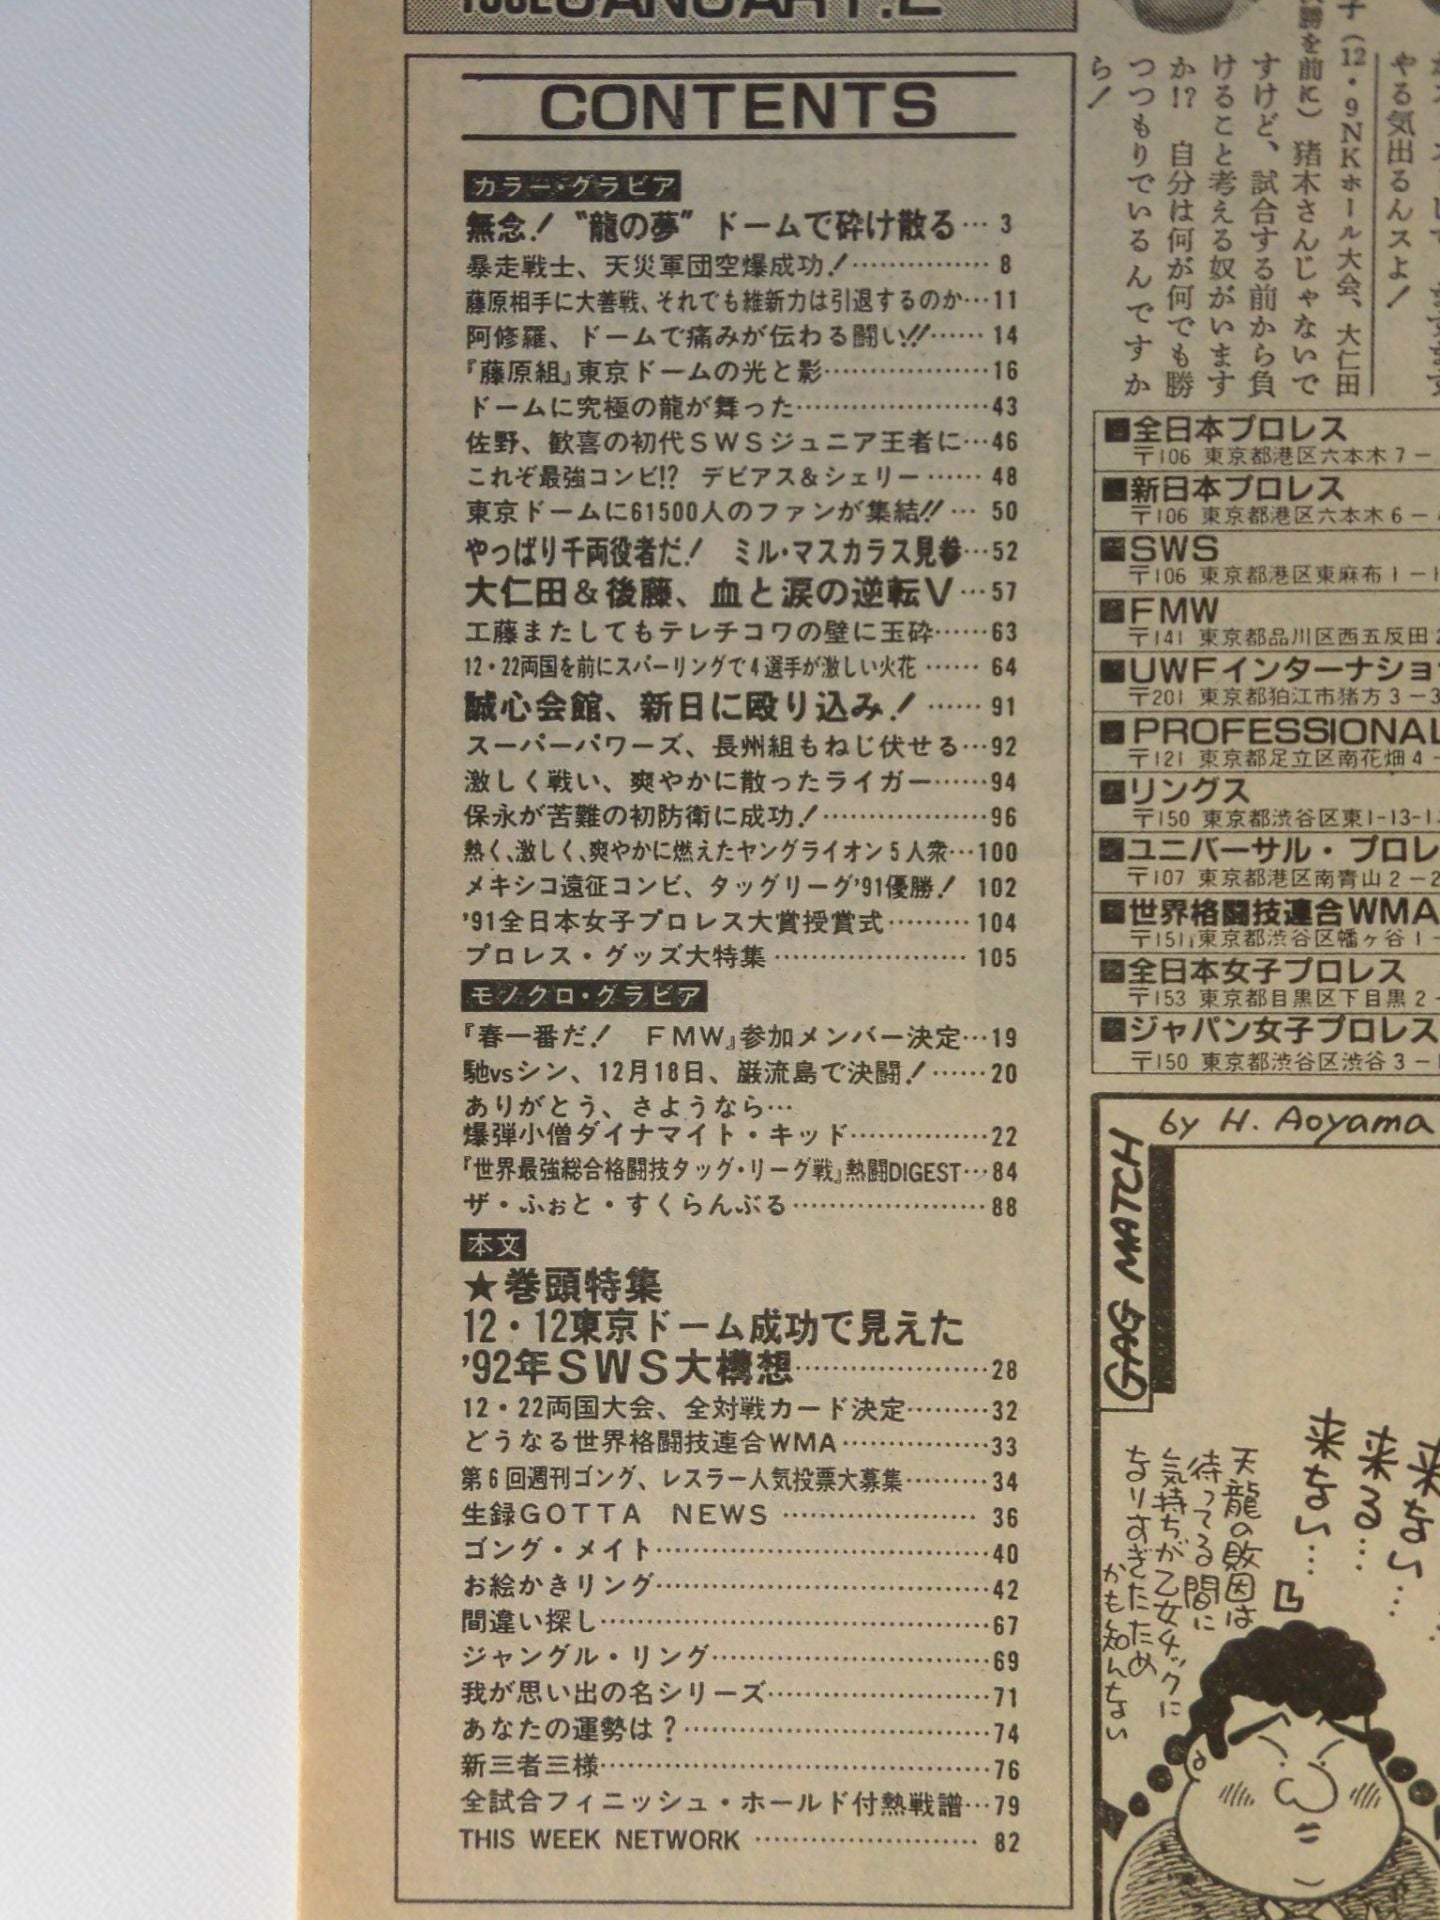 JANUARY.2
CONTENTS
カラー・グラビア
無念！“龍の夢”ドームで砕け散る… 3
暴走戦士、天災軍団空爆成功！…………… 8
藤原相手に大善戦、それでも維新力は引退するのか…11
阿修羅、ドームで痛みが伝わる闘い!!……14
『藤原組』東京ドームの光と影………………16
ドームに究極の龍が舞った…………………43
佐野、歓喜の初代SWSジュニア王者に…46
これぞ最強コンビ!?　デビアス＆シェリー……48
東京ドームに61500人のファンが集結!!… 50
やっぱり千両役者だ！　ミル・マスカラス見参…52
大仁田＆後藤、血と涙の逆転V…57
工藤またしてもテレチコワの壁に玉砕……63
12・22両国を前にスパーリングで4選手が激しい火花……64
誠心会館、新日に殴り込み！……91
スーパーパワーズ、長州組もねじ伏せる…92
激しく戦い、爽やかに散ったライガー……94
保永が苦難の初防衛に成功！………………96
熱く、激しく、爽やかに燃えたヤングライオン5人衆…100
メキシコ遠征コンビ、タッグリーグ'91優勝！ 102
'91全日本女子プロレス大賞授賞式………104
プロレス・グッズ大特集………………… 105
モノクロ・グラビア
『春一番だ！　FMW』参加メンバー決定…19
馳vsシン、12月18日、巌流島で決闘！……20
ありがとう、さようなら…
爆弾小僧ダイナマイト・キッド……………22
『世界最強総合格闘技タッグ・リーグ戦』熱闘DIGEST…84
ザ・ふぉと・すくらんぶる…………………88
本文
★巻頭特集
12・12東京ドーム成功で見えた
'92年SWS大構想…………………28
12・22両国大会、全対戦カード決定………32
どうなる世界格闘技連合WMA……………33
第6回週刊ゴング、レスラー人気投票大募集………34
生録GOTTA　NEWS ………………… 36
ゴング・メイト………………………………40
お絵かきリング………………………………42
間違い探し……………………………………67
ジャングル・リング…………………………69
我が思い出の名シリーズ……………………71
あなたの運勢は？……………………………74
新三者三様……………………………………76
全試合フィニッシュ・ホールド付熱戦譜…79
THIS WEEK NETWORK …………………… 82
やる気出るんスよ！
子（12・9NKホール大会、大仁田
勝を前に）猪木さんじゃないで
すけど、試合する前から負
けること考える奴がいます
か!?　自分は何が何でも勝
つつもりでいるんですか
ら！
■全日本プロレス
〒106 東京都港区六本木7－
■新日本プロレス
〒106 東京都港区六本木6－
■SWS
〒106 東京都港区東麻布1－1
■FMW
〒141 東京都品川区西五反田2
■UWFインターナショ
〒201 東京都狛江市猪方3－3
■PROFESSIONAL
〒121 東京都足立区南花畑4－
■リングス
〒150 東京都渋谷区東1-13-1
■ユニバーサル・プロレ
〒107 東京都港区南青山2－2
■世界格闘技連合WMA
〒151 東京都渋谷区幡ヶ谷1－
■全日本女子プロレス
〒153 東京都目黒区下目黒2－
■ジャパン女子プロレス
〒150 東京都渋谷区渋谷3－
by H. Aoyama
GAG MATCH
来ない…
来る…
来ない…
天龍の敗因は
待ってる間に
気持ちが乙女チックに
なりすぎたため
かも知んない